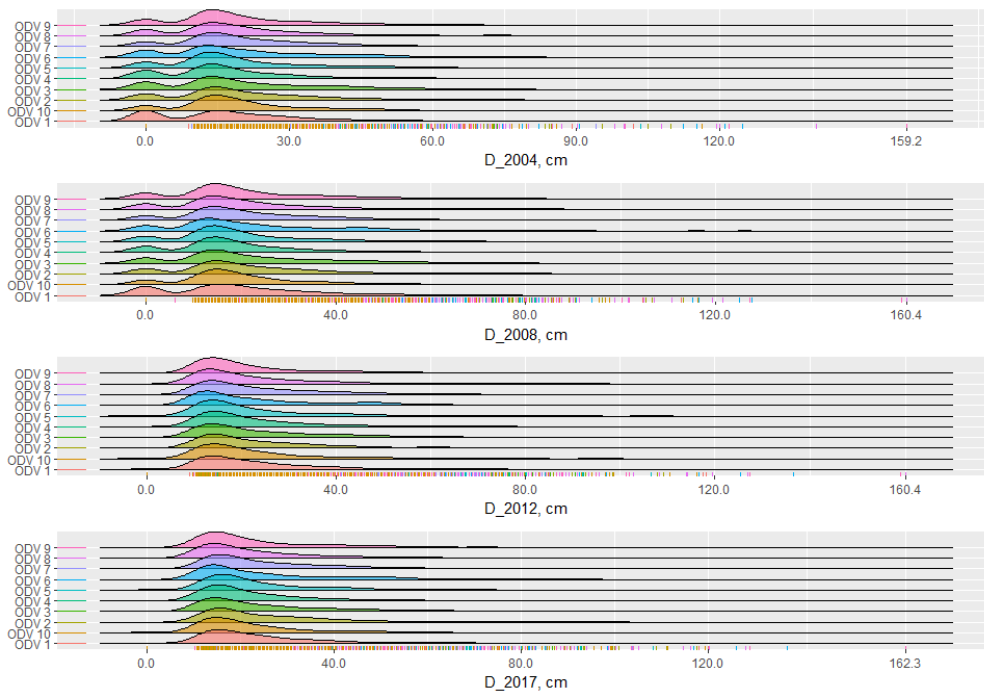 ODV 9
ODV 8
ODV 7
ODV 6
ODV 5
ODV 4
ODV 3
ODV 2
ODV 10
ODV 1
0.0 30.0 60.0 90.0 120.0 159.2
D_2004, cm
ODV 9
ODV 8
ODV 7
ODV 6
ODV 5
ODV 4
ODV 3
ODV 2
ODV 10
ODV 1
0.0 40.0 80.0 120.0 160.4
D_2008, cm
ODV 9
ODV 8
ODV 7
ODV 6
ODV 5
ODV 4
ODV 3
ODV 2
ODV 10
ODV 1
0.0 40.0 80.0 120.0 160.4
D_2012, cm
ODV 9
ODV 8
ODV 7
ODV 6
ODV 5
ODV 4
ODV 3
ODV 2
ODV 10
ODV 1
0.0 40.0 80.0 120.0 162.3
D_2017, cm